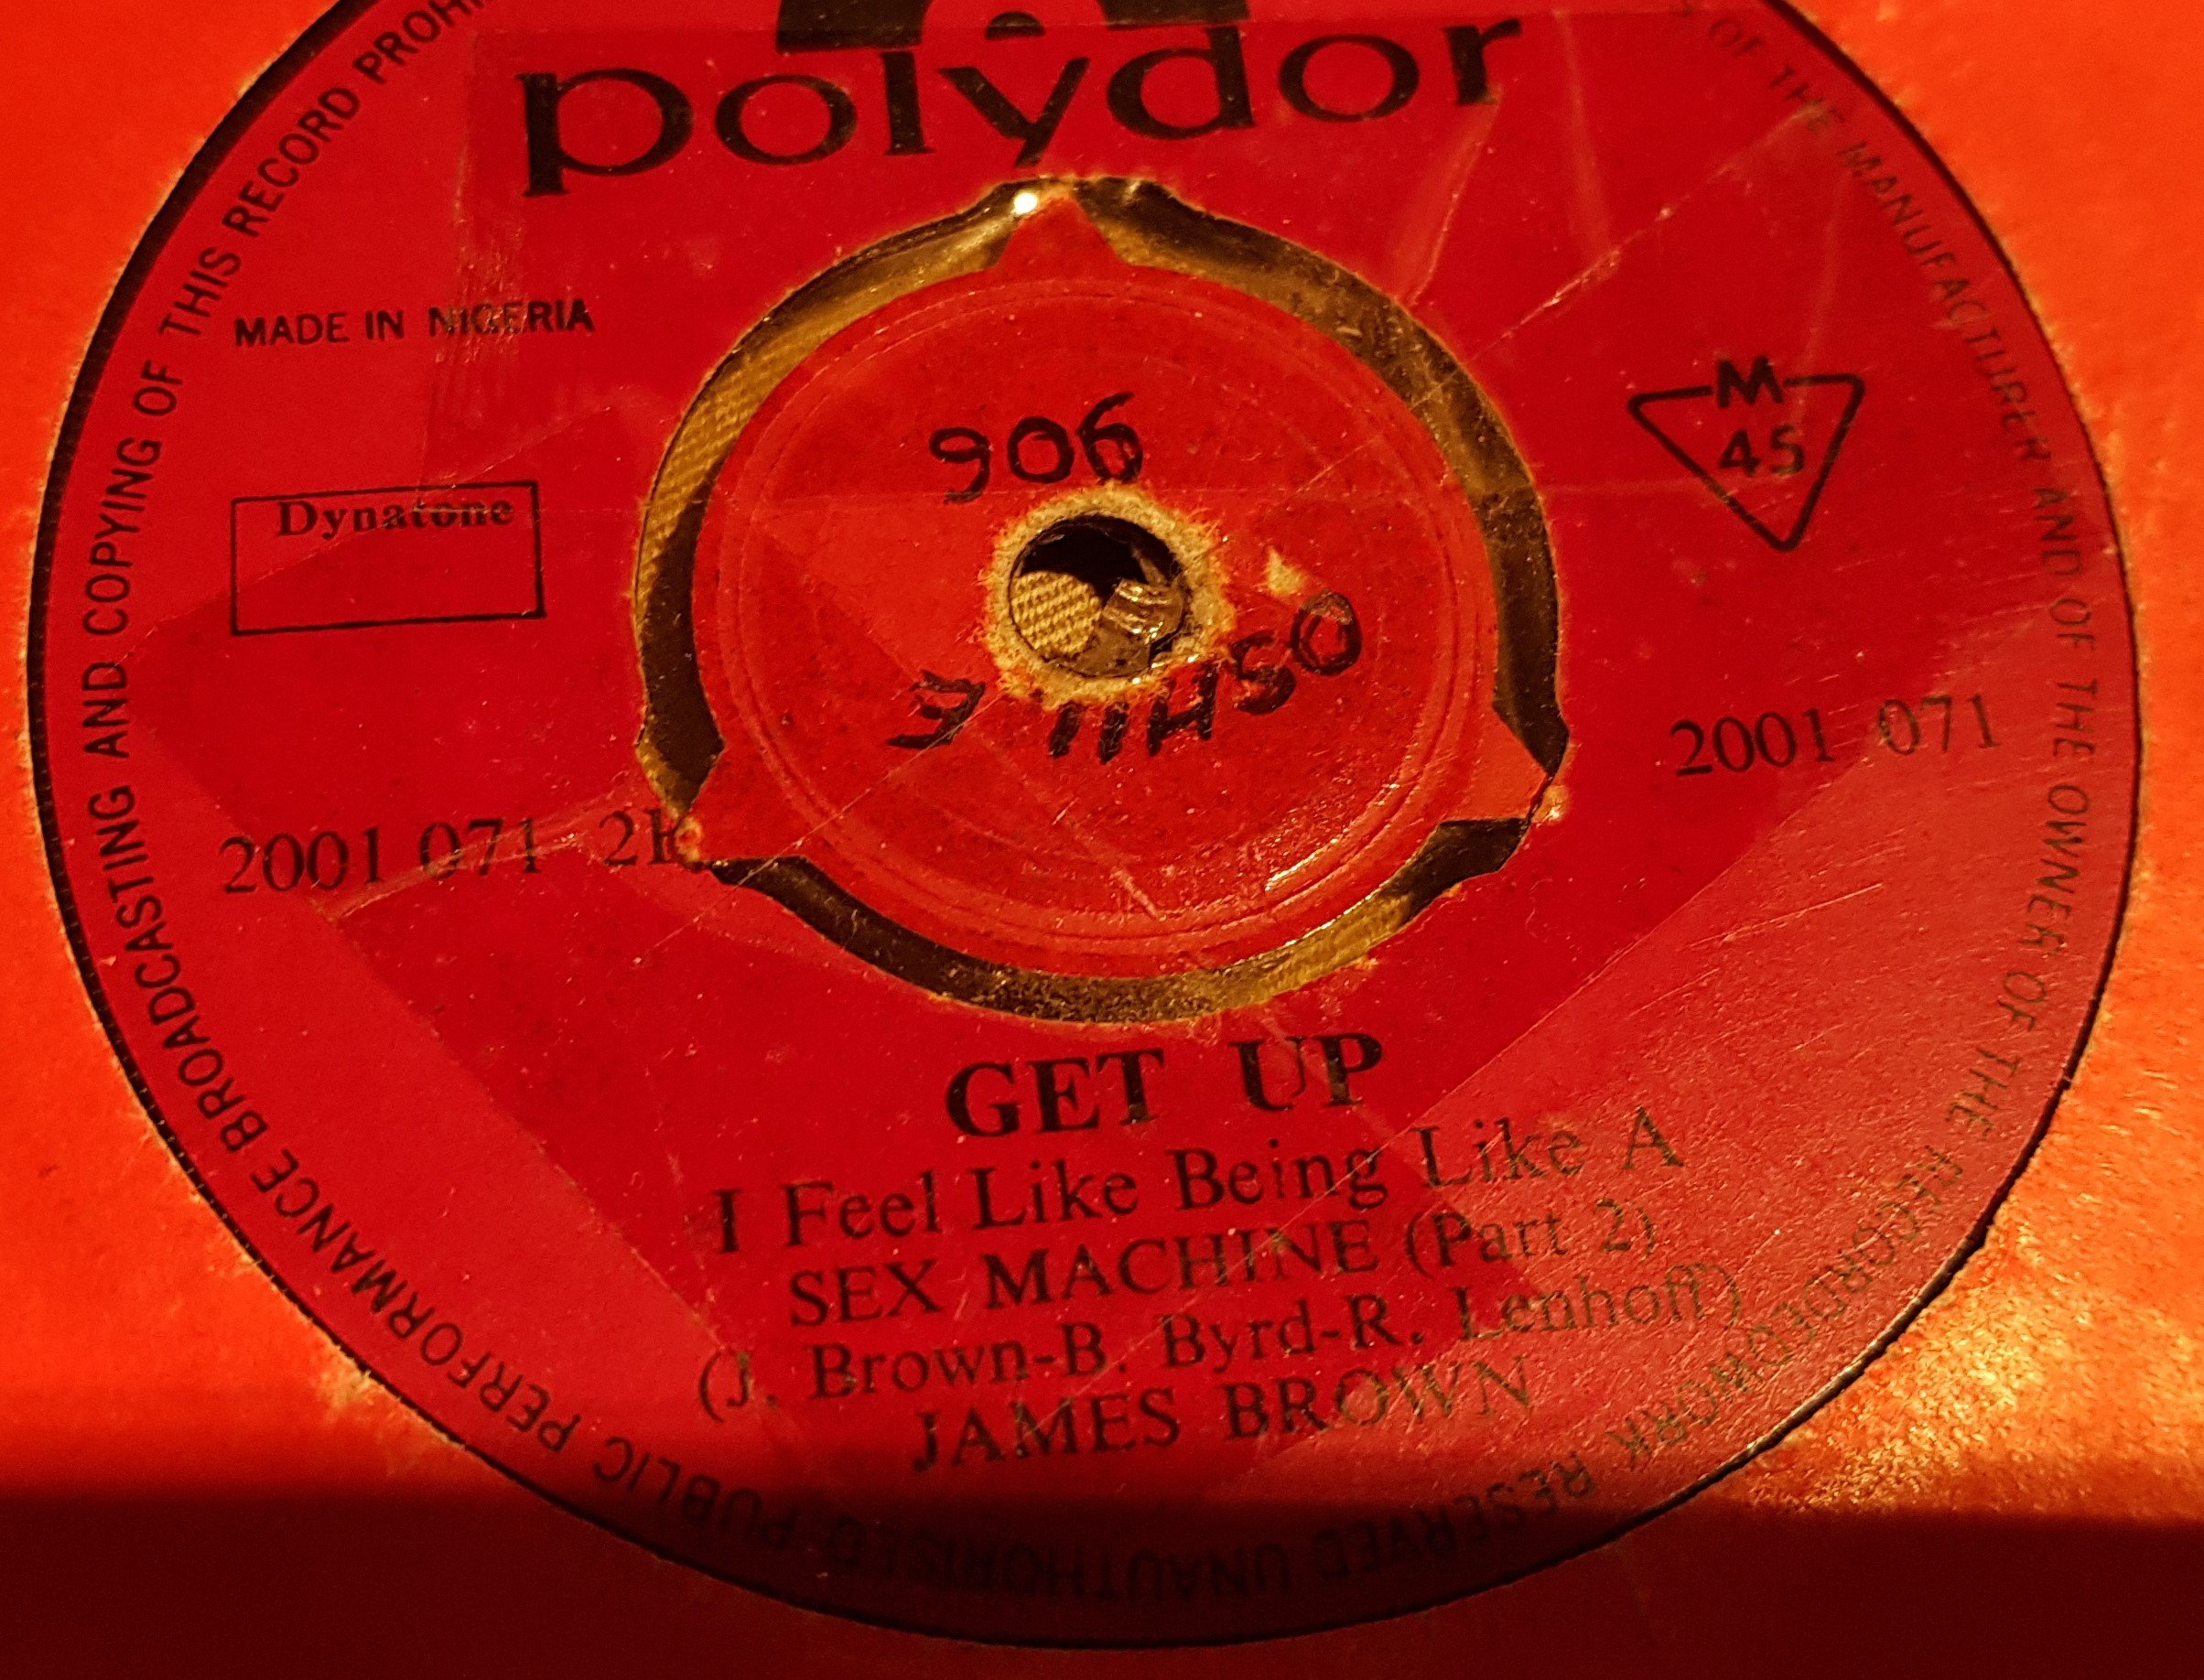 polydor
MADE IN NIGERIA
Dynatone
M
45
906
OSHII E
2001 071
2001 071
GET UP
I Feel Like Being Like A
SEX MACHINE (Part 2)
(J. Brown-B. Byrd-R. Lenhoff)
JAMES BROWN
OF THE MANUFACTURER AND OF THE OWNER OF THE RECORDED WORK RESERVED UNAUTHORISED PUBLIC PERFORMANCE BROADCASTING AND COPYING OF THIS RECORD